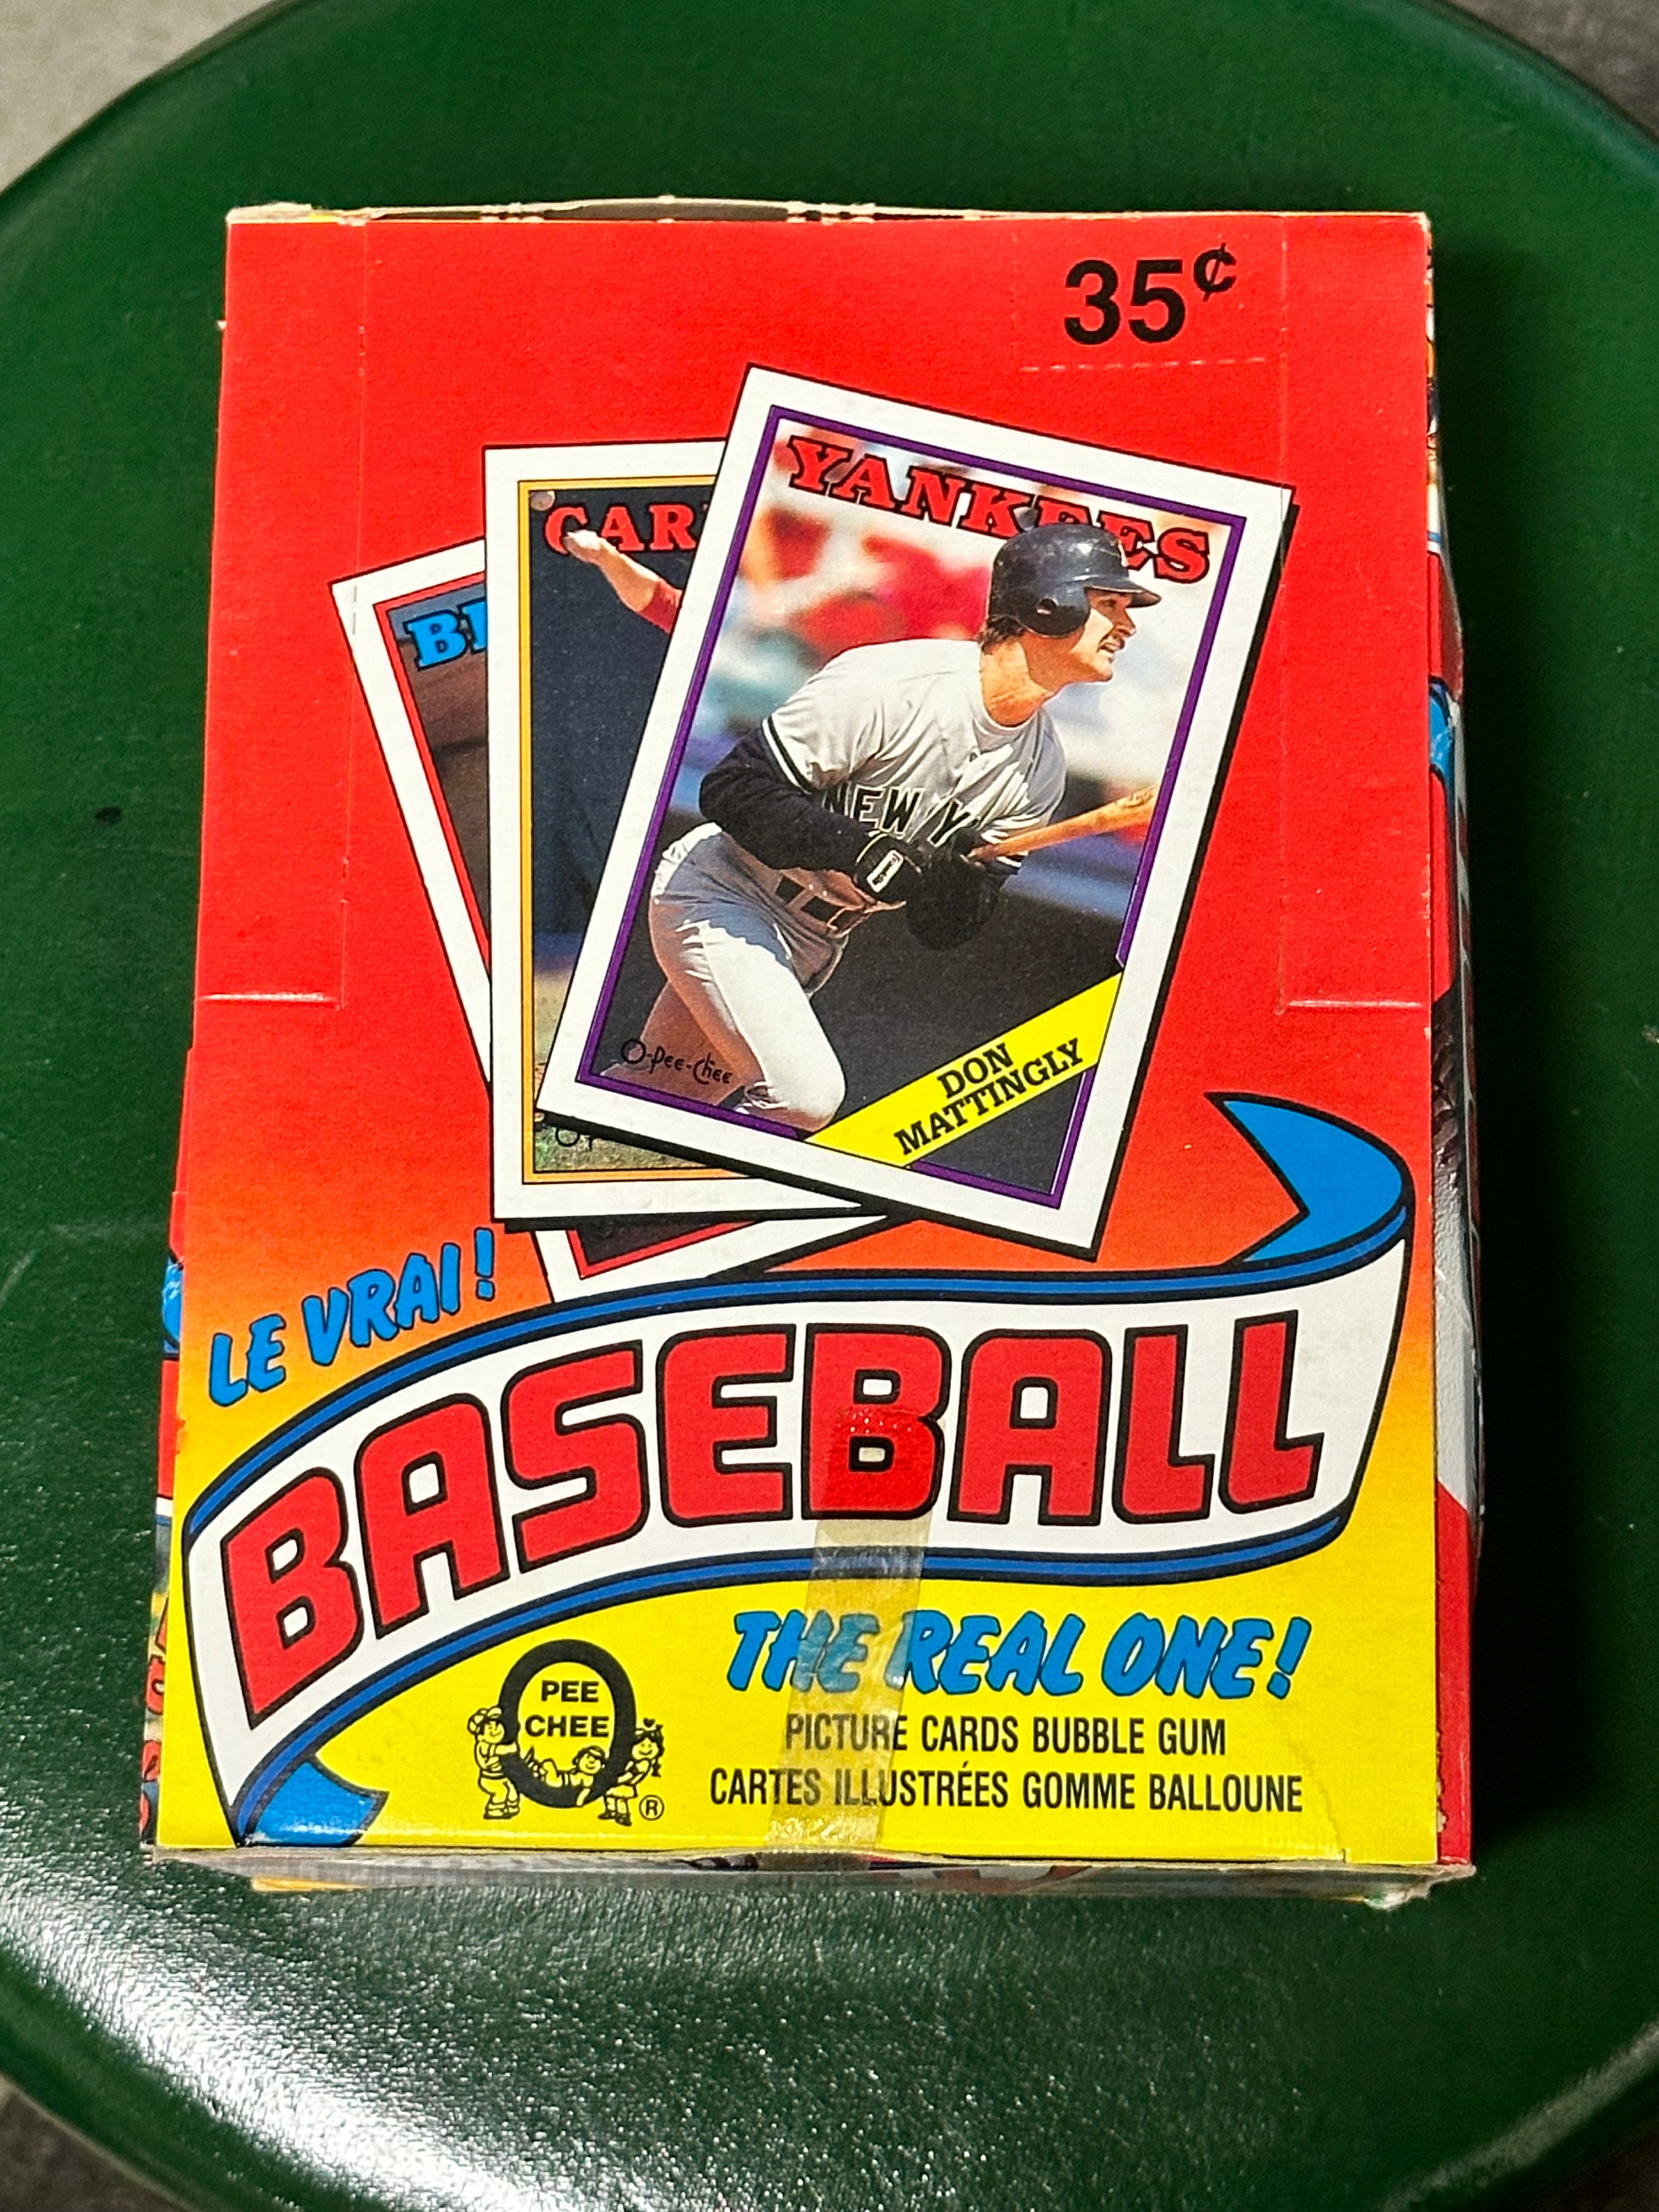 35¢
YANKEES
CAR
NEW Y
O-Pee-Chee
DON
MATTINGLY
LE VRAI!
BASEBALL
THE REAL ONE!
O
PEE
CHEE
®
PICTURE CARDS BUBBLE GUM
CARTES ILLUSTRÉES GOMME BALLOUNE